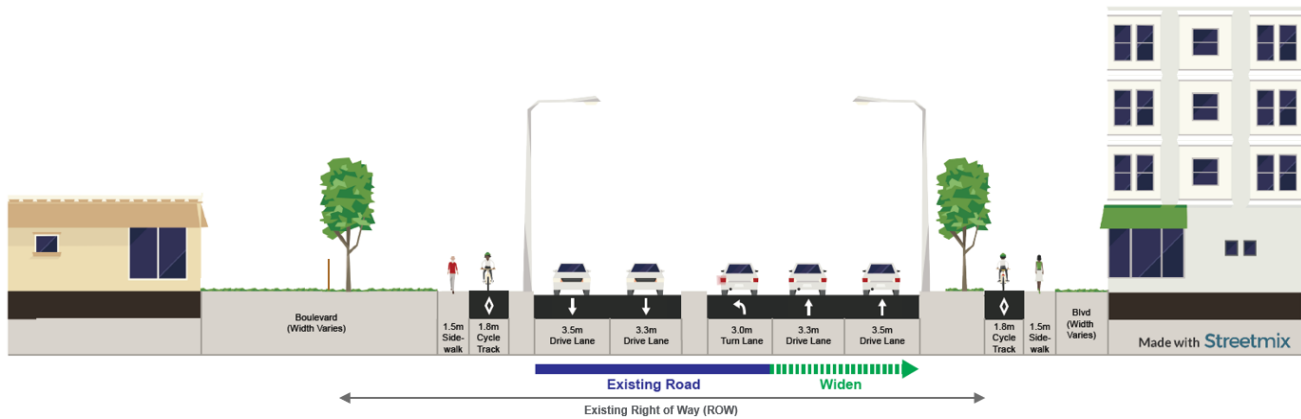 Boulevard
(Width Varies)
1.5m
Side-
walk
1.8m
Cycle
Track
3.5m
Drive Lane
3.3m
Drive Lane
3.0m
Turn Lane
3.3m
Drive Lane
3.5m
Drive Lane
1.8m
Cycle
Track
1.5m
Side-
walk
Blvd
(Width
Varies)
Made with Streetmix
Existing Road
Widen
Existing Right of Way (ROW)